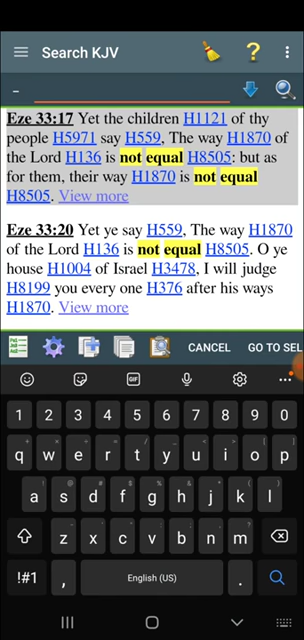 Search KJV
?
-
Eze 33:17 Yet the children H1121 of thy
people H5971 say H559, The way H1870 of
the Lord H136 is not equal H8505: but as
for them, their way H1870 is not equal
H8505. View more
Eze 33:20 Yet ye say H559, The way H1870
of the Lord H136 is not equal H8505. O ye
house H1004 of Israel H3478, I will judge
H8199 you every one H376 after his ways
H1870. View more
CANCEL GO TO SEL
GIF
1 2 3 4 5 6 7 8 9 0
q w e r t y u i o p
a s d f g h j k l
z x c v b n m
!#1 , English (US) .